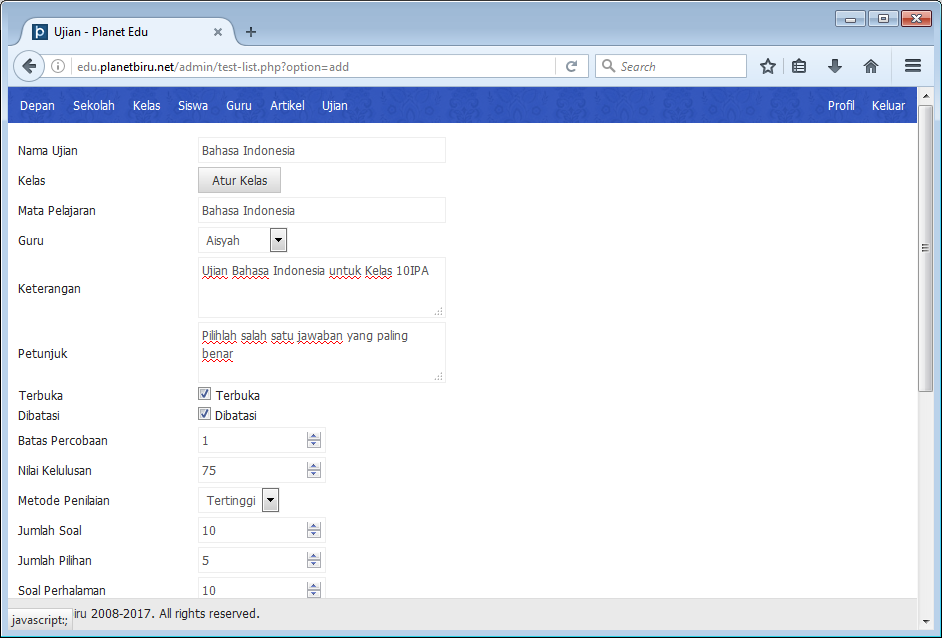 Ujian - Planet Edu
edu.planetbiru.net/admin/test-list.php?option=add
Search
Depan Sekolah Kelas Siswa Guru Artikel Ujian Profil Keluar
Nama Ujian Bahasa Indonesia
Kelas Atur Kelas
Mata Pelajaran Bahasa Indonesia
Guru Aisyah
Keterangan Ujian Bahasa Indonesia untuk Kelas 10IPA
Petunjuk Pilihlah salah satu jawaban yang paling
benar
Terbuka Terbuka
Dibatasi Dibatasi
Batas Percobaan 1
Nilai Kelulusan 75
Metode Penilaian Tertinggi
Jumlah Soal 10
Jumlah Pilihan 5
Soal Perhalaman 10
iru 2008-2017. All rights reserved.
javascript:;